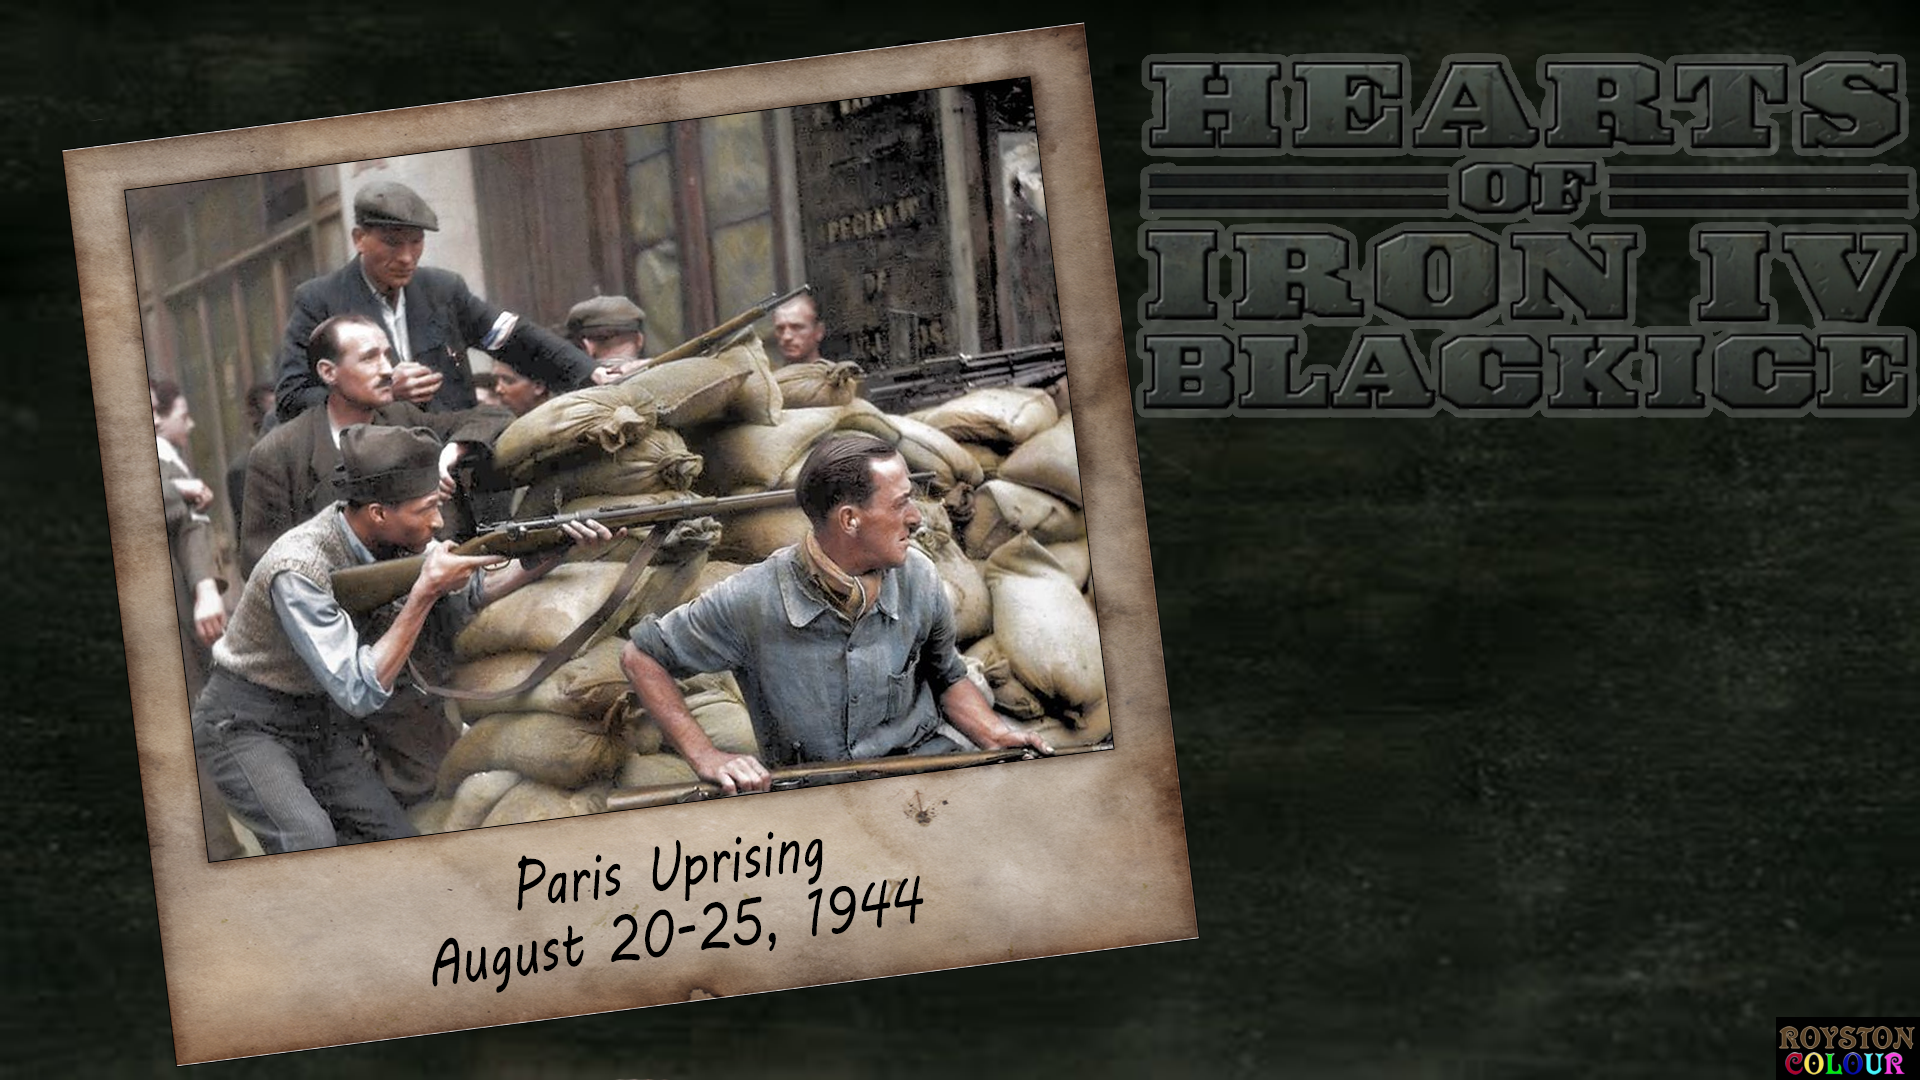 HEARTS
OF
IRON IV
BLACKICE
Paris Uprising
August 20-25, 1944
ROYSTON
COLOUR